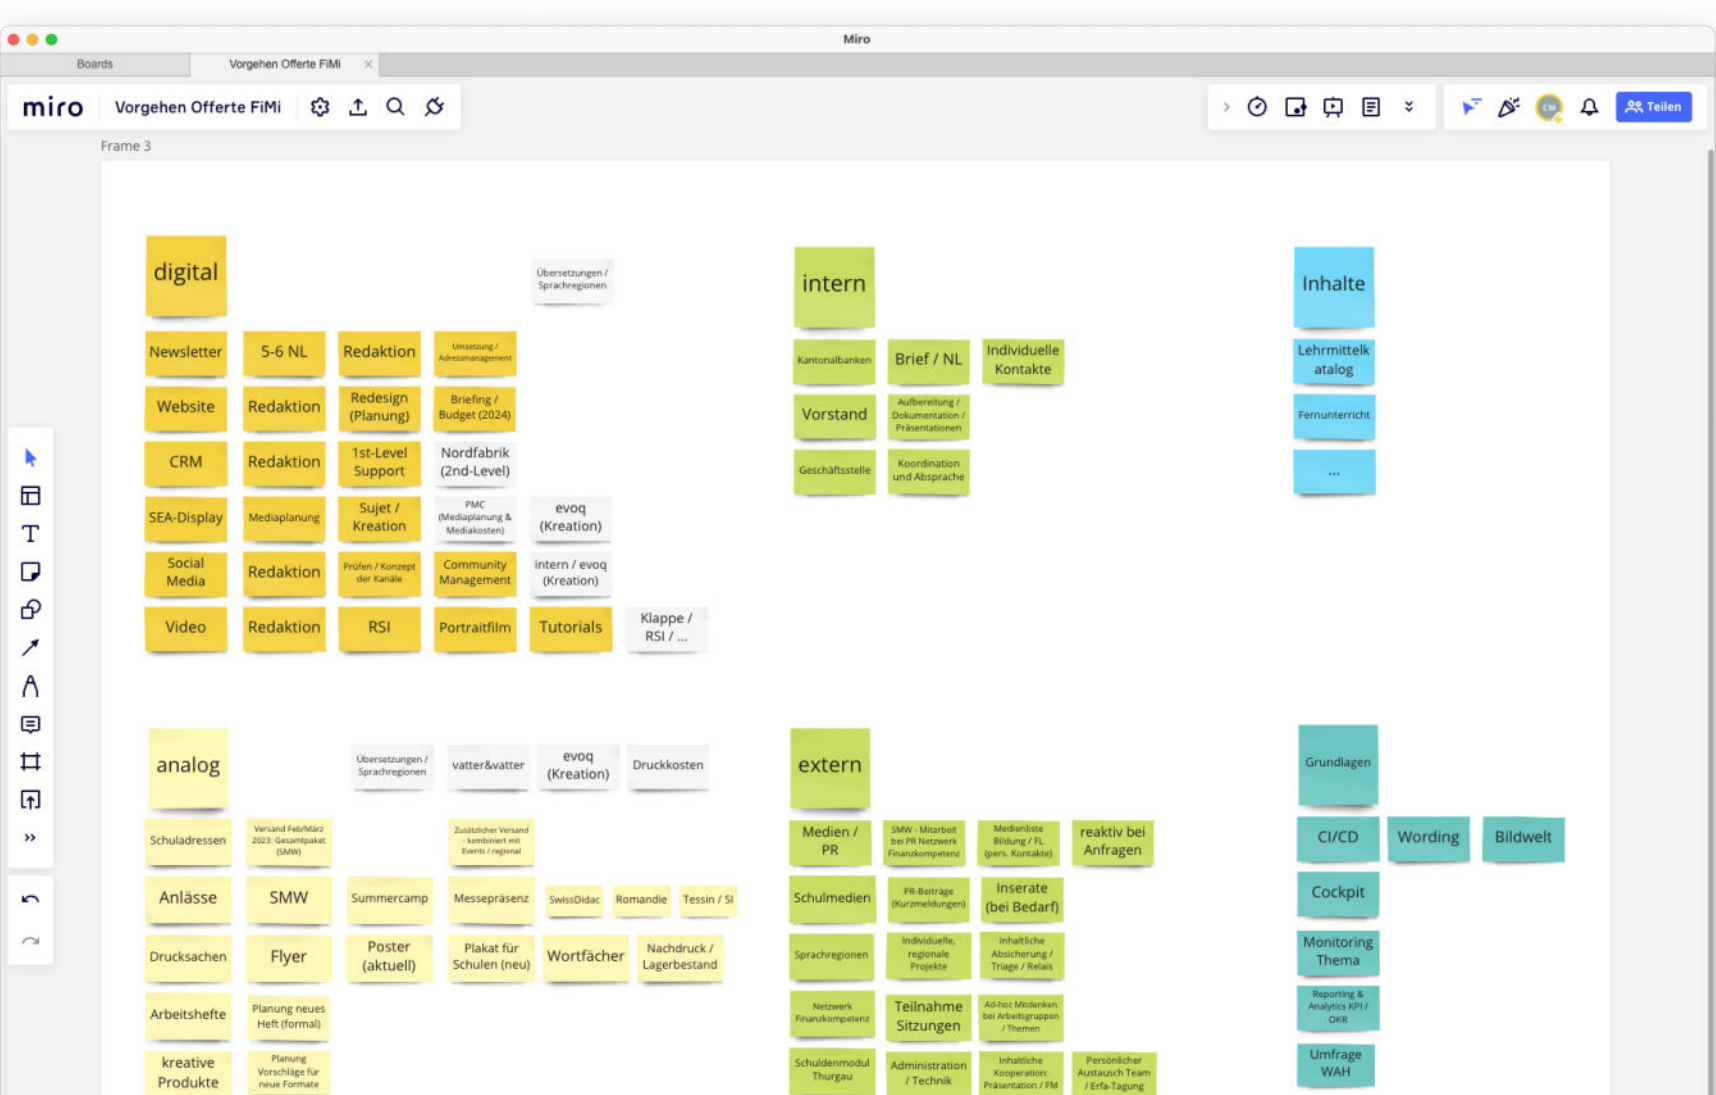 Miro
Boards
Vorgehen Offerte FiMi
miro
Vorgehen Offerte FiMi
CM
Teilen
Frame 3
digital
Übersetzungen /
Sprachregionen
Newsletter
5-6 NL
Redaktion
Umsetzung /
Adressmanagement
Website
Redaktion
Redesign
(Planung)
Briefing /
Budget (2024)
CRM
Redaktion
1st-Level
Support
Nordfabrik
(2nd-Level)
SEA-Display
Mediaplanung
Sujet /
Kreation
PMC
(Mediaplanung &
Mediakosten)
evoq
(Kreation)
Social
Media
Redaktion
Prüfen / Konzept
der Kanäle
Community
Management
intern / evoq
(Kreation)
Video
Redaktion
RSI
Portraitfilm
Tutorials
Klappe /
RSI / ...
intern
Kantonalbanken
Brief / NL
Individuelle
Kontakte
Vorstand
Aufbereitung /
Dokumentation /
Präsentationen
Geschäftsstelle
Koordination
und Absprache
Inhalte
Lehrmittelk
atalog
Fernunterricht
...
analog
Übersetzungen /
Sprachregionen
vatter&vatter
evoq
(Kreation)
Druckkosten
Schuladressen
Versand Feb/März
2023: Gesamtpaket
(SMW)
Zusätzlicher Versand
- kombiniert mit
Events / regional
Anlässe
SMW
Summercamp
Messepräsenz
SwissDidac
Romandie
Tessin / SI
Drucksachen
Flyer
Poster
(aktuell)
Plakat für
Schulen (neu)
Wortfächer
Nachdruck /
Lagerbestand
Arbeitshefte
Planung neues
Heft (formal)
kreative
Produkte
Planung
Vorschläge für
neue Formate
extern
Medien /
PR
SMW - Mitarbeit
bei PR Netzwerk
Finanzkompetenz
Medienliste
Bildung / FL
(pers. Kontakte)
reaktiv bei
Anfragen
Schulmedien
PR-Beiträge
(Kurzmeldungen)
Inserate
(bei Bedarf)
Sprachregionen
Individuelle,
regionale
Projekte
inhaltliche
Absicherung /
Triage / Relais
Netzwerk
Finanzkompetenz
Teilnahme
Sitzungen
Ad-hoc Mitdenken
bei Arbeitsgruppen
/ Themen
Schuldenmodul
Thurgau
Administration
/ Technik
Inhaltliche
Kooperation:
Präsentation / FM
Persönlicher
Austausch Team
/ Erfa-Tagung
Grundlagen
CI/CD
Wording
Bildwelt
Cockpit
Monitoring
Thema
Reporting &
Analytics KPI /
OKR
Umfrage
WAH